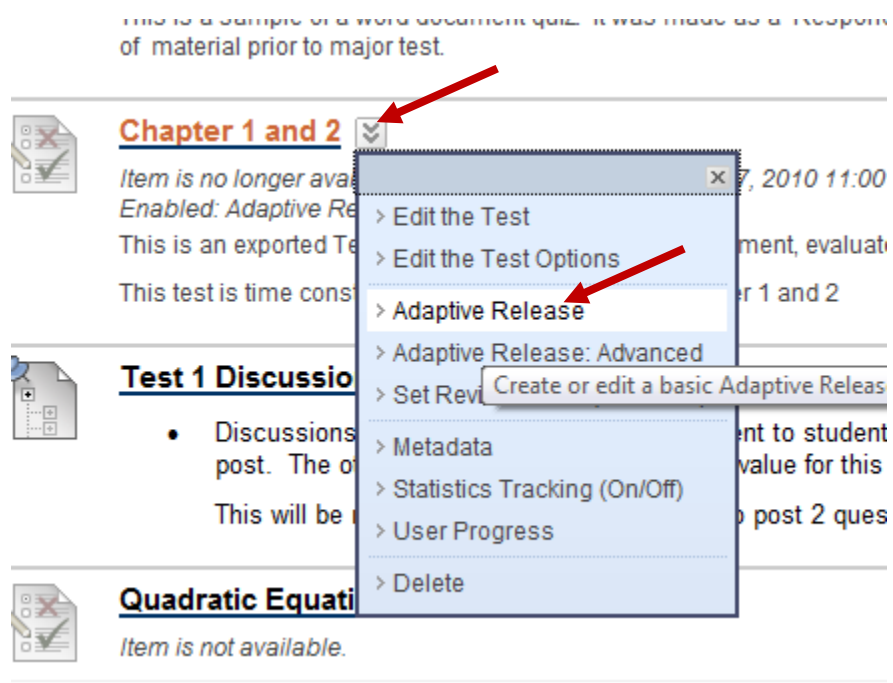 This is a sample of a word document quiz. It was made as a Respon
of material prior to major test.
Chapter 1 and 2
Item is no longer avai 7, 2010 11:00
Enabled: Adaptive Re
This is an exported Te ment, evaluate
This test is time const r 1 and 2
> Edit the Test
> Edit the Test Options
> Adaptive Release
> Adaptive Release: Advanced
> Set Revi
Create or edit a basic Adaptive Releas
> Metadata
> Statistics Tracking (On/Off)
> User Progress
> Delete
Test 1 Discussio
• Discussions ent to student
post. The of value for this
This will be post 2 ques
Quadratic Equati
Item is not available.